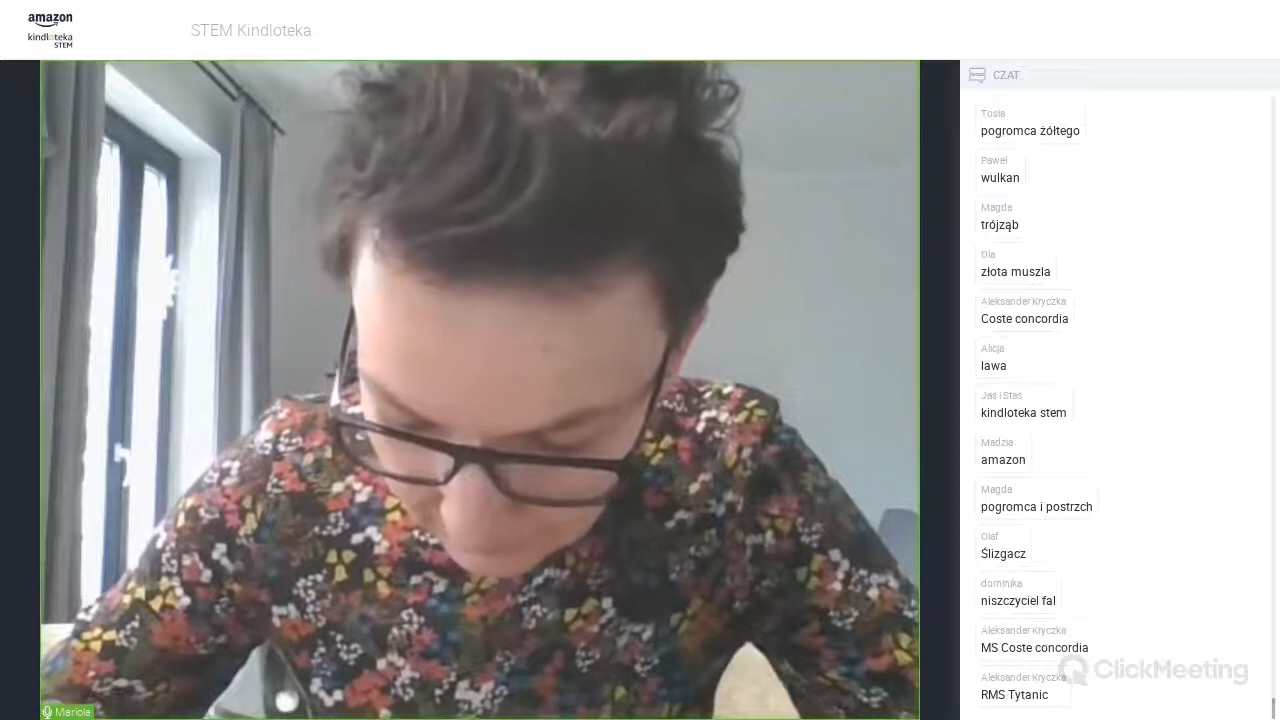 amazon
kindloteka
STEM
STEM Kindloteka
CZAT
Tosia
pogromca żółtego
Paweł
wulkan
Magda
trójząb
Ola
złota muszla
Aleksander Kryczka
Coste concordia
Alicja
lawa
Jaś i Staś
kindloteka stem
Madzia
amazon
Magda
pogromca i postrzch
Olaf
Ślizgacz
dominika
niszczyciel fal
Aleksander Kryczka
MS Coste concordia
Aleksander Kryczka
RMS Tytanic
ClickMeeting
Mariola